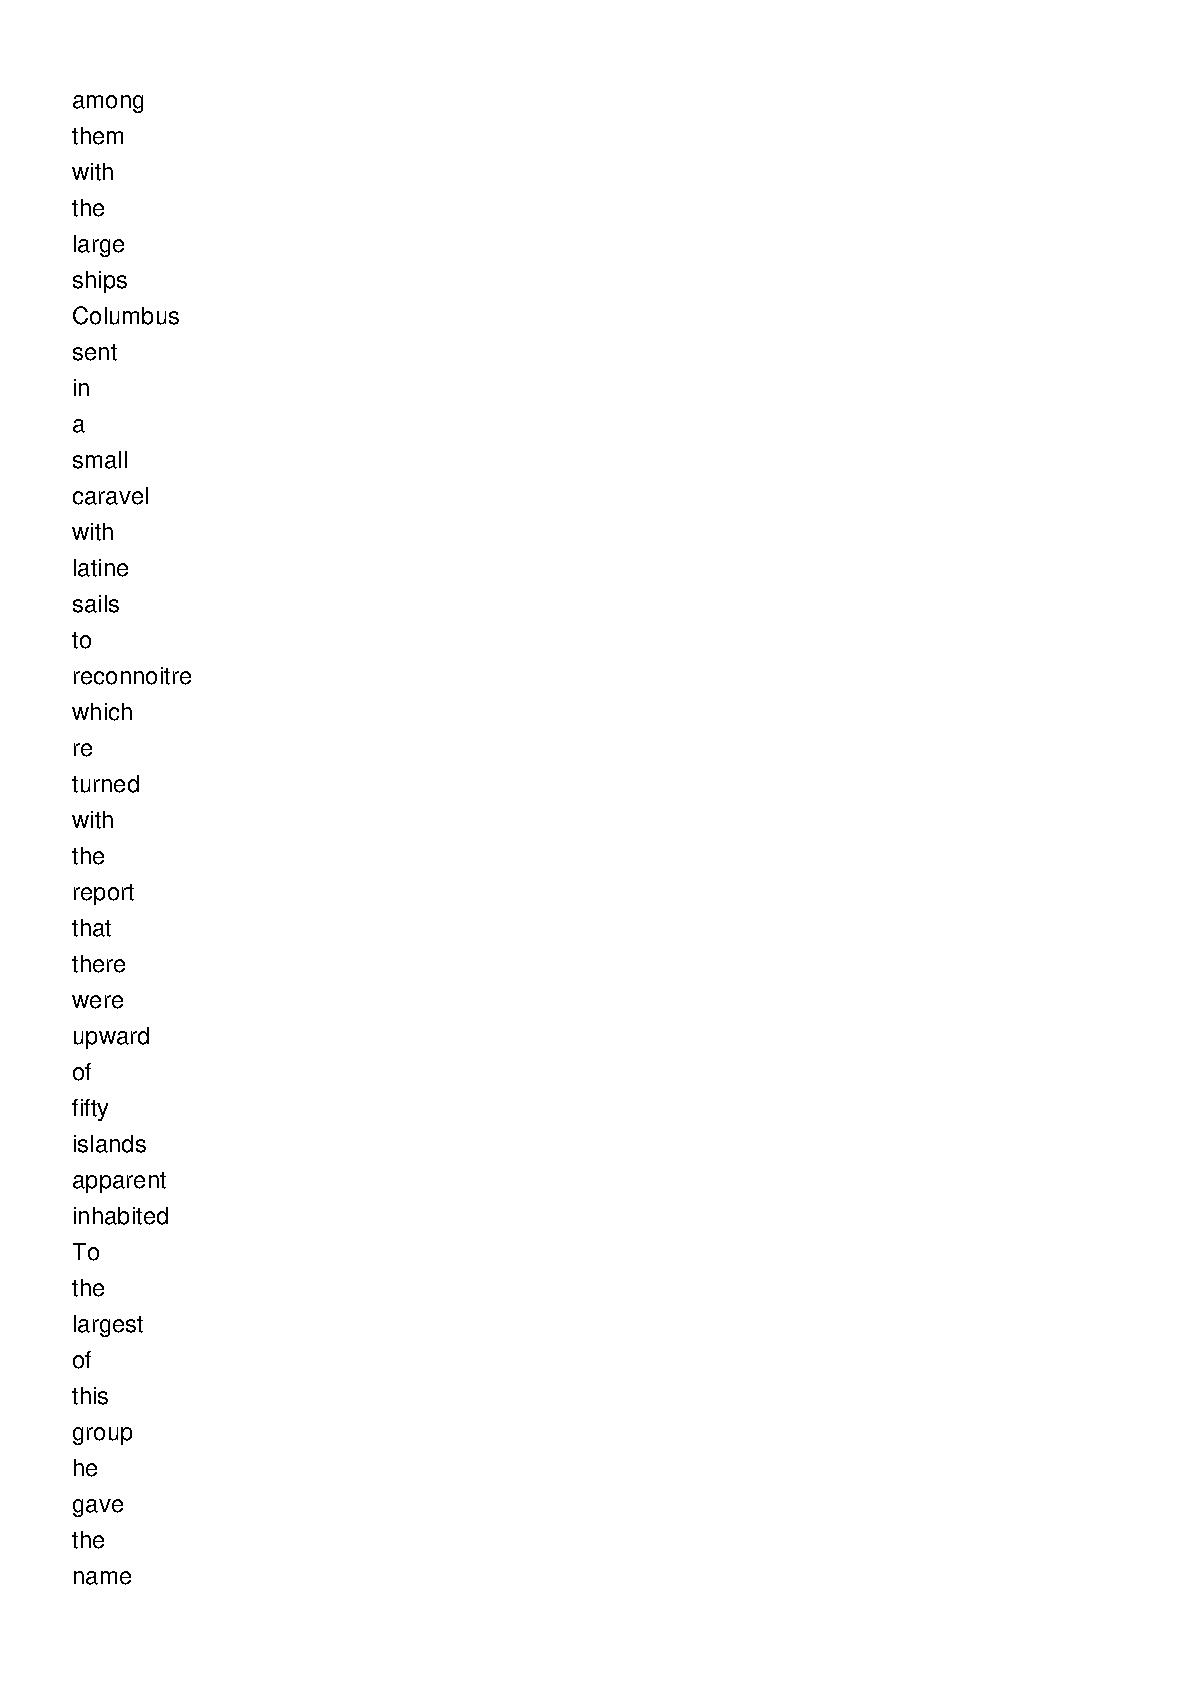 among
them
with
the
large
ships
Columbus
sent
in
a
small
caravel
with
latine
sails
to
reconnoitre
which
re
turned
with
the
report
that
there
were
upward
of
fifty
islands
apparent
inhabited
To
the
largest
of
this
group
he
gave
the
name